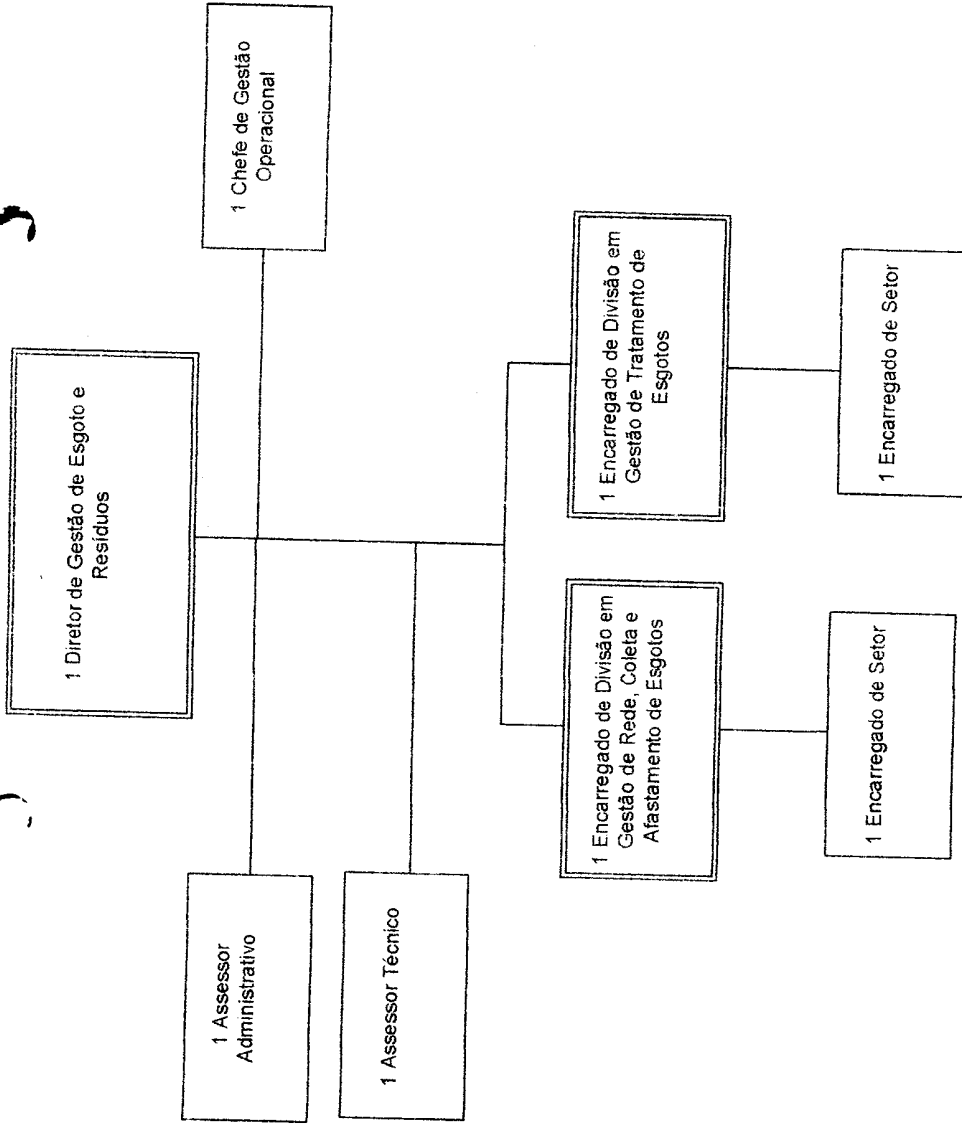 1 Diretor de Gestão de Esgoto e
Resíduos
1 Assessor
Administrativo
1 Chefe de Gestão
Operacional
1 Assessor Técnico
1 Encarregado de Divisão em
Gestão de Rede, Coleta e
Afastamento de Esgotos
1 Encarregado de Divisão em
Gestão de Tratamento de
Esgotos
1 Encarregado de Setor
1 Encarregado de Setor